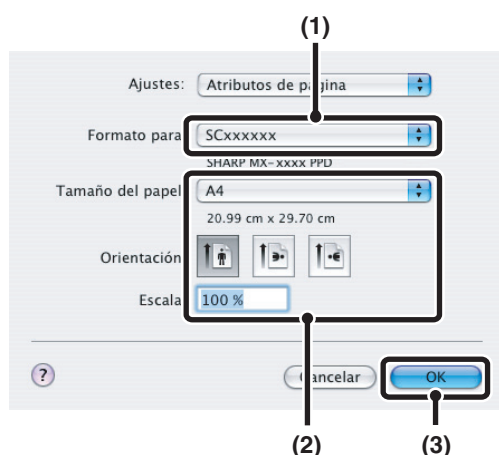 (1)
Ajustes: Atributos de página
Formato para SCxxxxxx
SHARP MX-xxxx PPD
Tamaño del papel A4
20.99 cm x 29.70 cm
Orientación
Escala 100 %
? Cancelar OK
(2) (3)